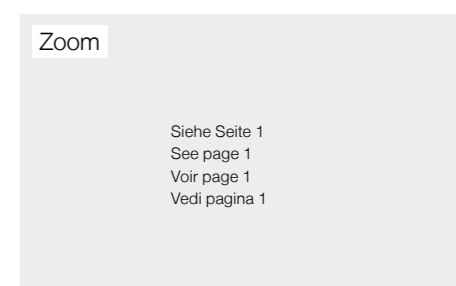 Zoom
Siehe Seite 1
See page 1
Voir page 1
Vedi pagina 1